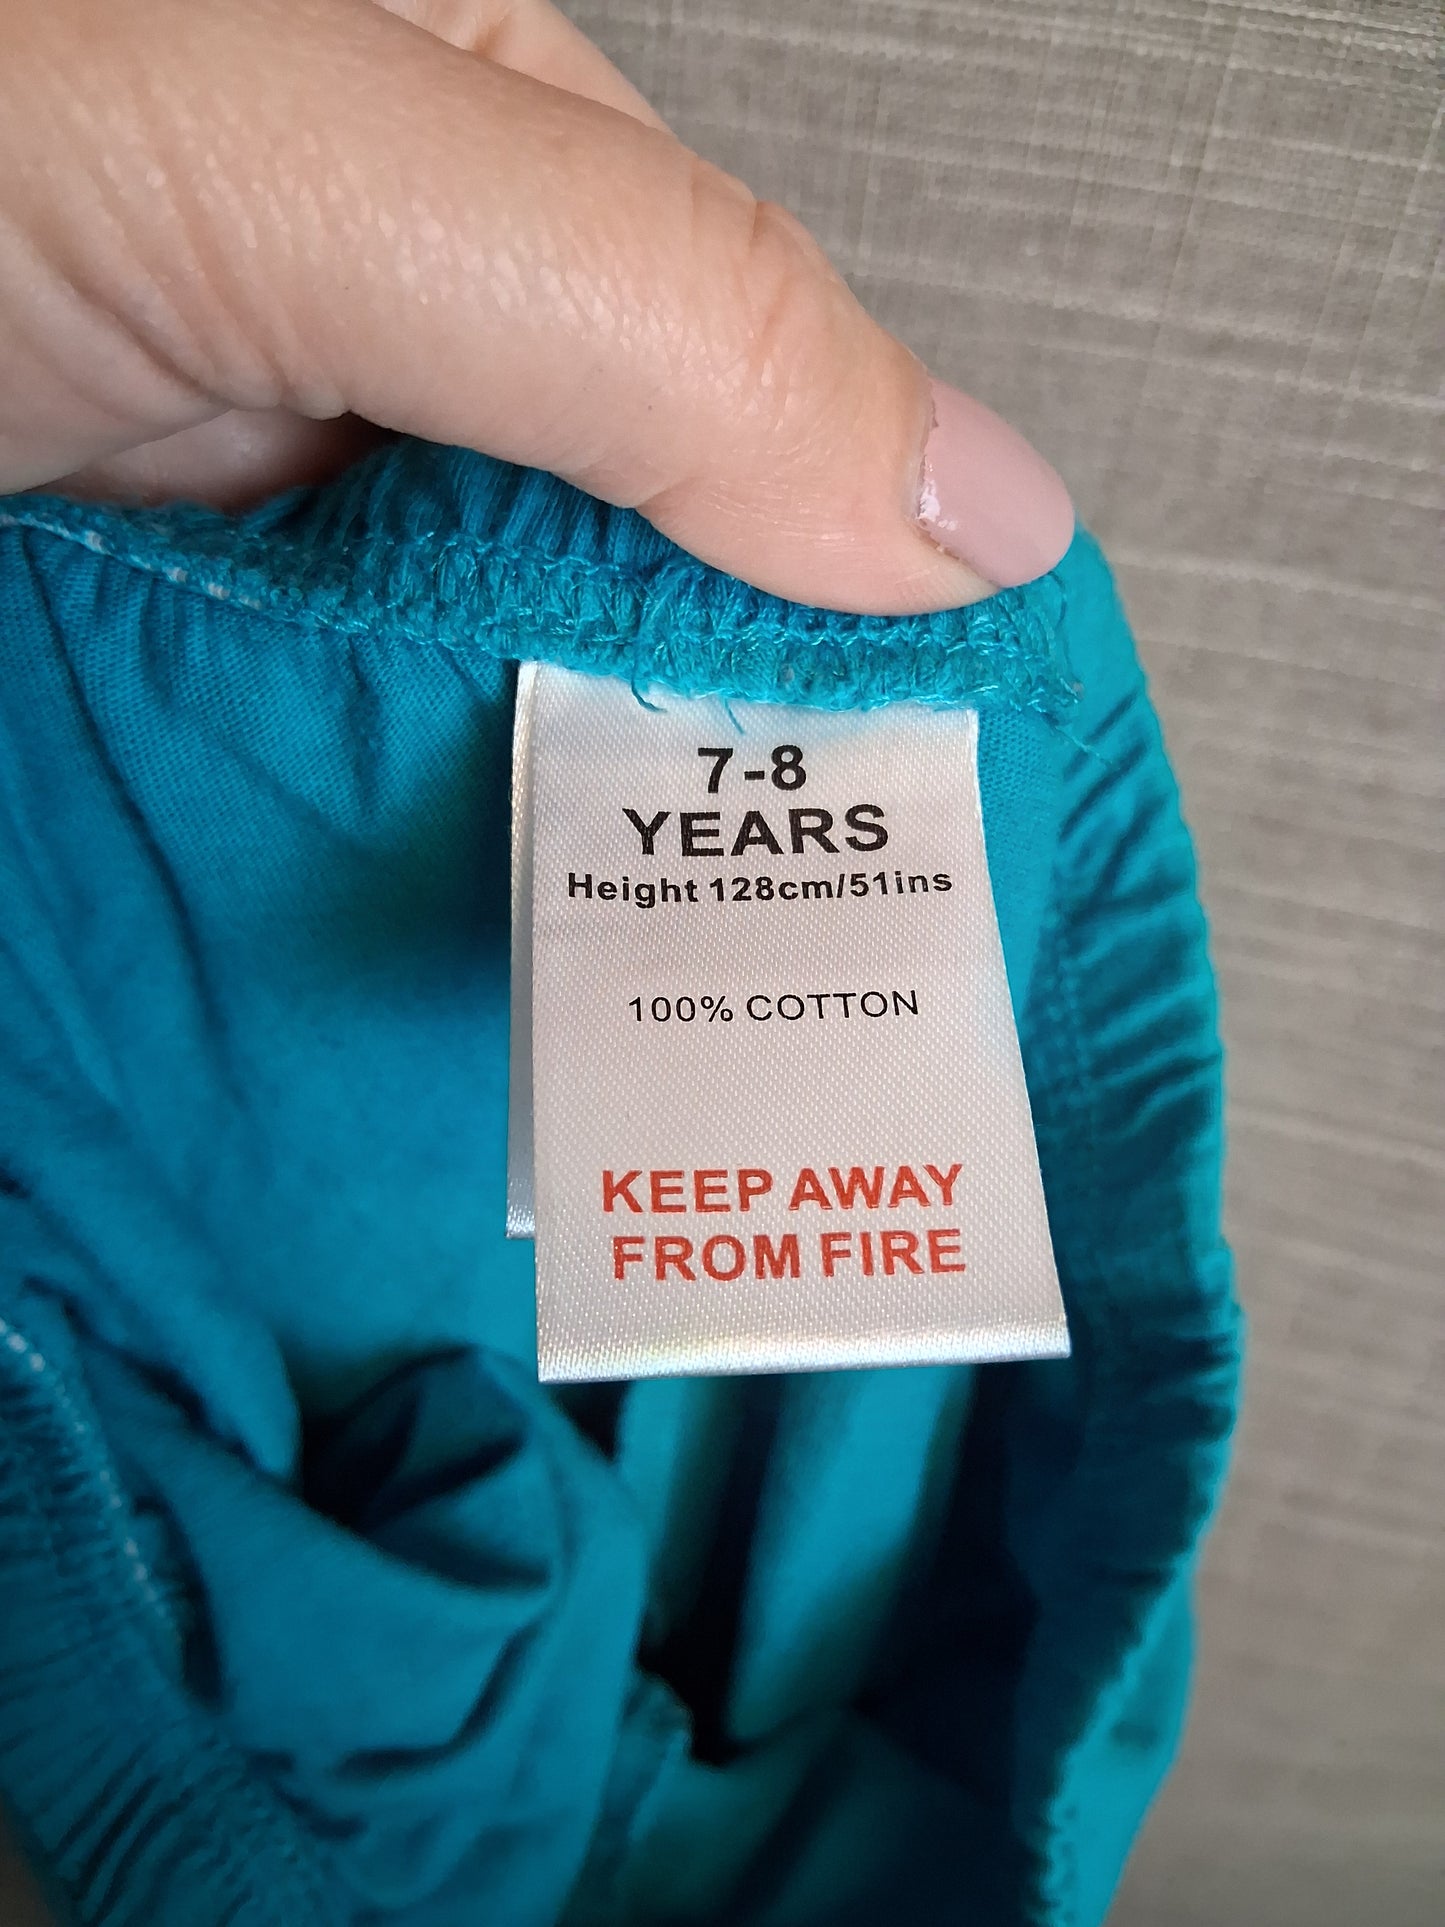 7-8
YEARS
Height 128cm/51ins
100% COTTON
KEEP AWAY
FROM FIRE